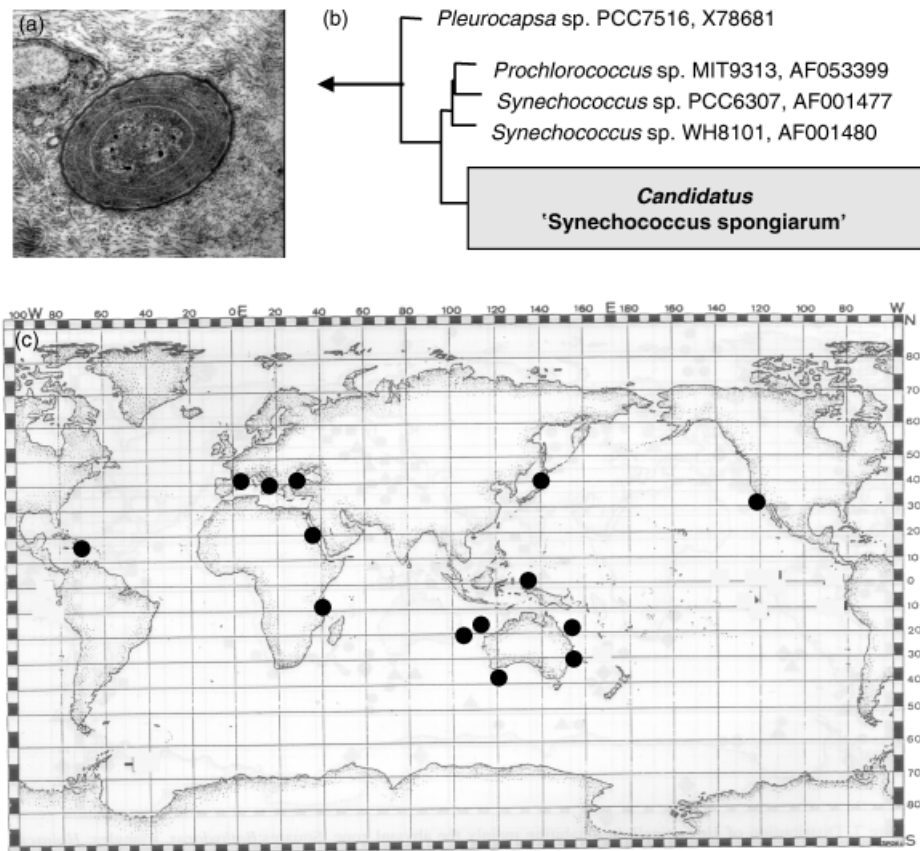 (a)
(b)
Pleurocapsa sp. PCC7516, X78681
Prochlorococcus sp. MIT9313, AF053399
Synechococcus sp. PCC6307, AF001477
Synechococcus sp. WH8101, AF001480
Candidatus
‘Synechococcus spongiarum’
100 W 80 60 40 20 0 E 20 40 60 80 100 120 140 160 E 180 W 160 140 120 100 80 W
(c)
N
80
70
60
50
40
30
20
10
0
10
20
30
40
50
60
70
80
S